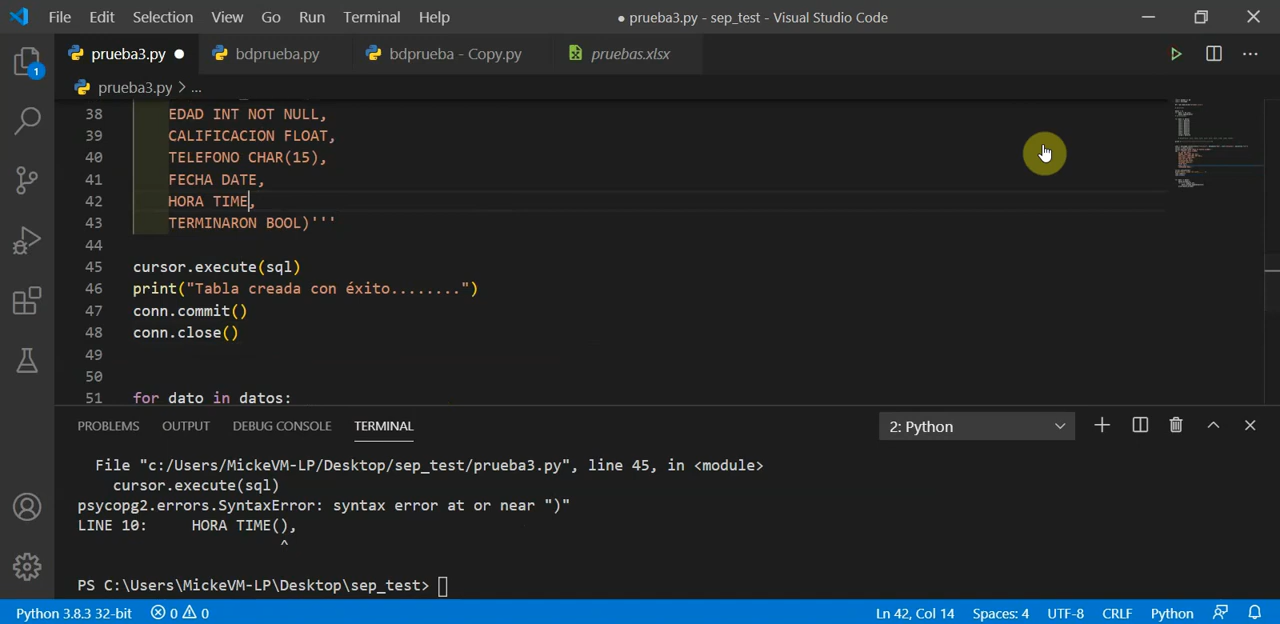 File Edit Selection View Go Run Terminal Help ● prueba3.py - sep_test - Visual Studio Code
prueba3.py ● bdprueba.py bdprueba - Copy.py pruebas.xlsx
1
prueba3.py > ...
38 EDAD INT NOT NULL,
39 CALIFICACION FLOAT,
40 TELEFONO CHAR(15),
41 FECHA DATE,
42 HORA TIME,
43 TERMINARON BOOL)'''
44
45 cursor.execute(sql)
46 print("Tabla creada con éxito........")
47 conn.commit()
48 conn.close()
49
50
51 for dato in datos:
PROBLEMS OUTPUT DEBUG CONSOLE TERMINAL 2: Python
File "c:/Users/MickeVM-LP/Desktop/sep_test/prueba3.py", line 45, in <module>
cursor.execute(sql)
psycopg2.errors.SyntaxError: syntax error at or near ")"
LINE 10: HORA TIME(),
^
PS C:\Users\MickeVM-LP\Desktop\sep_test>
Python 3.8.3 32-bit 0 0 Ln 42, Col 14 Spaces: 4 UTF-8 CRLF Python